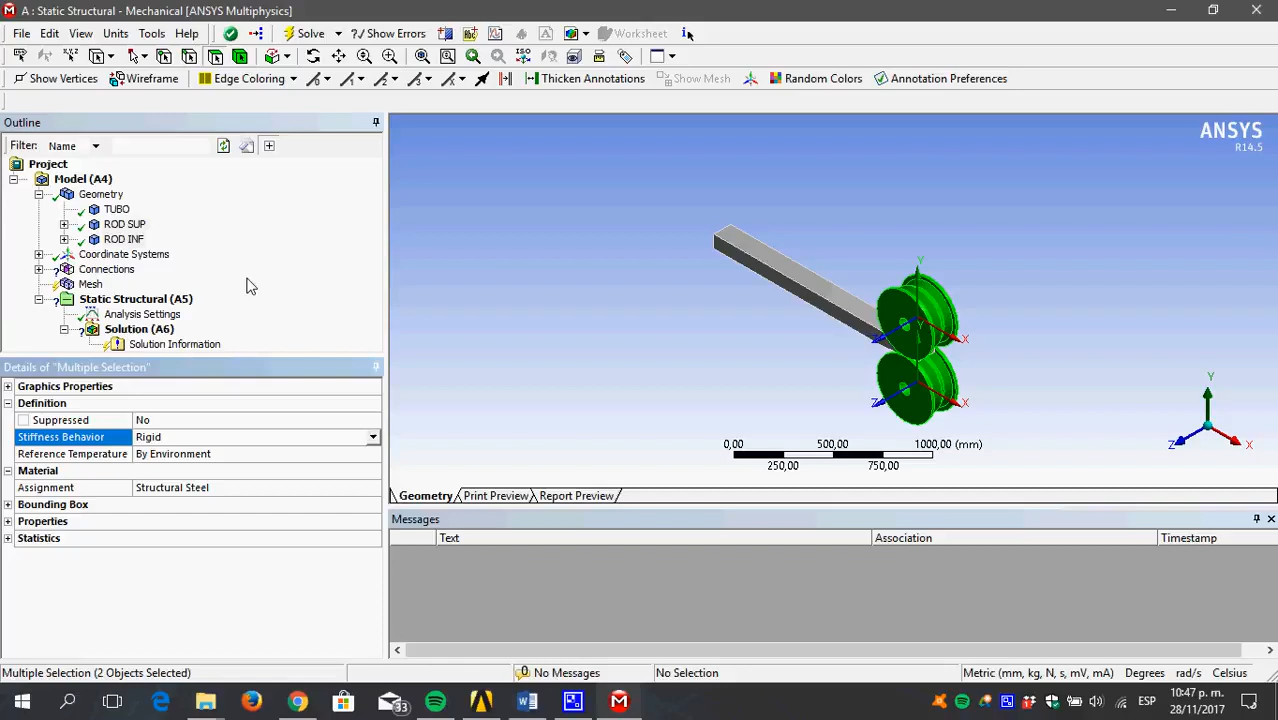 A : Static Structural - Mechanical [ANSYS Multiphysics]
File Edit View Units Tools Help Solve Show Errors Worksheet
Show Vertices Wireframe Edge Coloring Thicken Annotations Show Mesh Random Colors Annotation Preferences
Outline
Filter: Name
Project
Model (A4)
Geometry
TUBO
ROD SUP
ROD INF
Coordinate Systems
Connections
Mesh
Static Structural (A5)
Analysis Settings
Solution (A6)
Solution Information
Details of "Multiple Selection"
Graphics Properties
Definition
Suppressed No
Stiffness Behavior Rigid
Reference Temperature By Environment
Material
Assignment Structural Steel
Bounding Box
Properties
Statistics
ANSYS
R14.5
Y
X
Z
Y
X
Z
0,00 500,00 1000,00 (mm)
250,00 750,00
Y
Z X
Geometry Print Preview Report Preview
Messages
Text Association Timestamp
Multiple Selection (2 Objects Selected) 0 No Messages No Selection Metric (mm, kg, N, s, mV, mA) Degrees rad/s Celsius
33 ESP 10:47 p. m.
28/11/2017